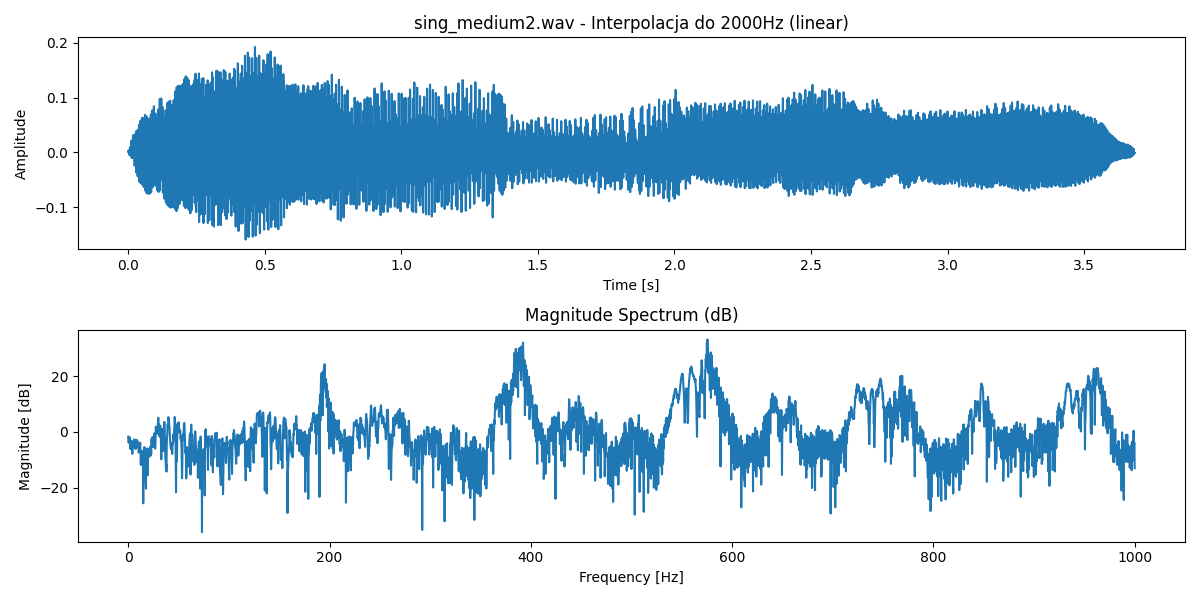 sing_medium2.wav - Interpolacja do 2000Hz (linear)
Amplitude
0.2
0.1
0.0
−0.1
0.0 0.5 1.0 1.5 2.0 2.5 3.0 3.5
Time [s]
Magnitude Spectrum (dB)
Magnitude [dB]
20
0
−20
0 200 400 600 800 1000
Frequency [Hz]